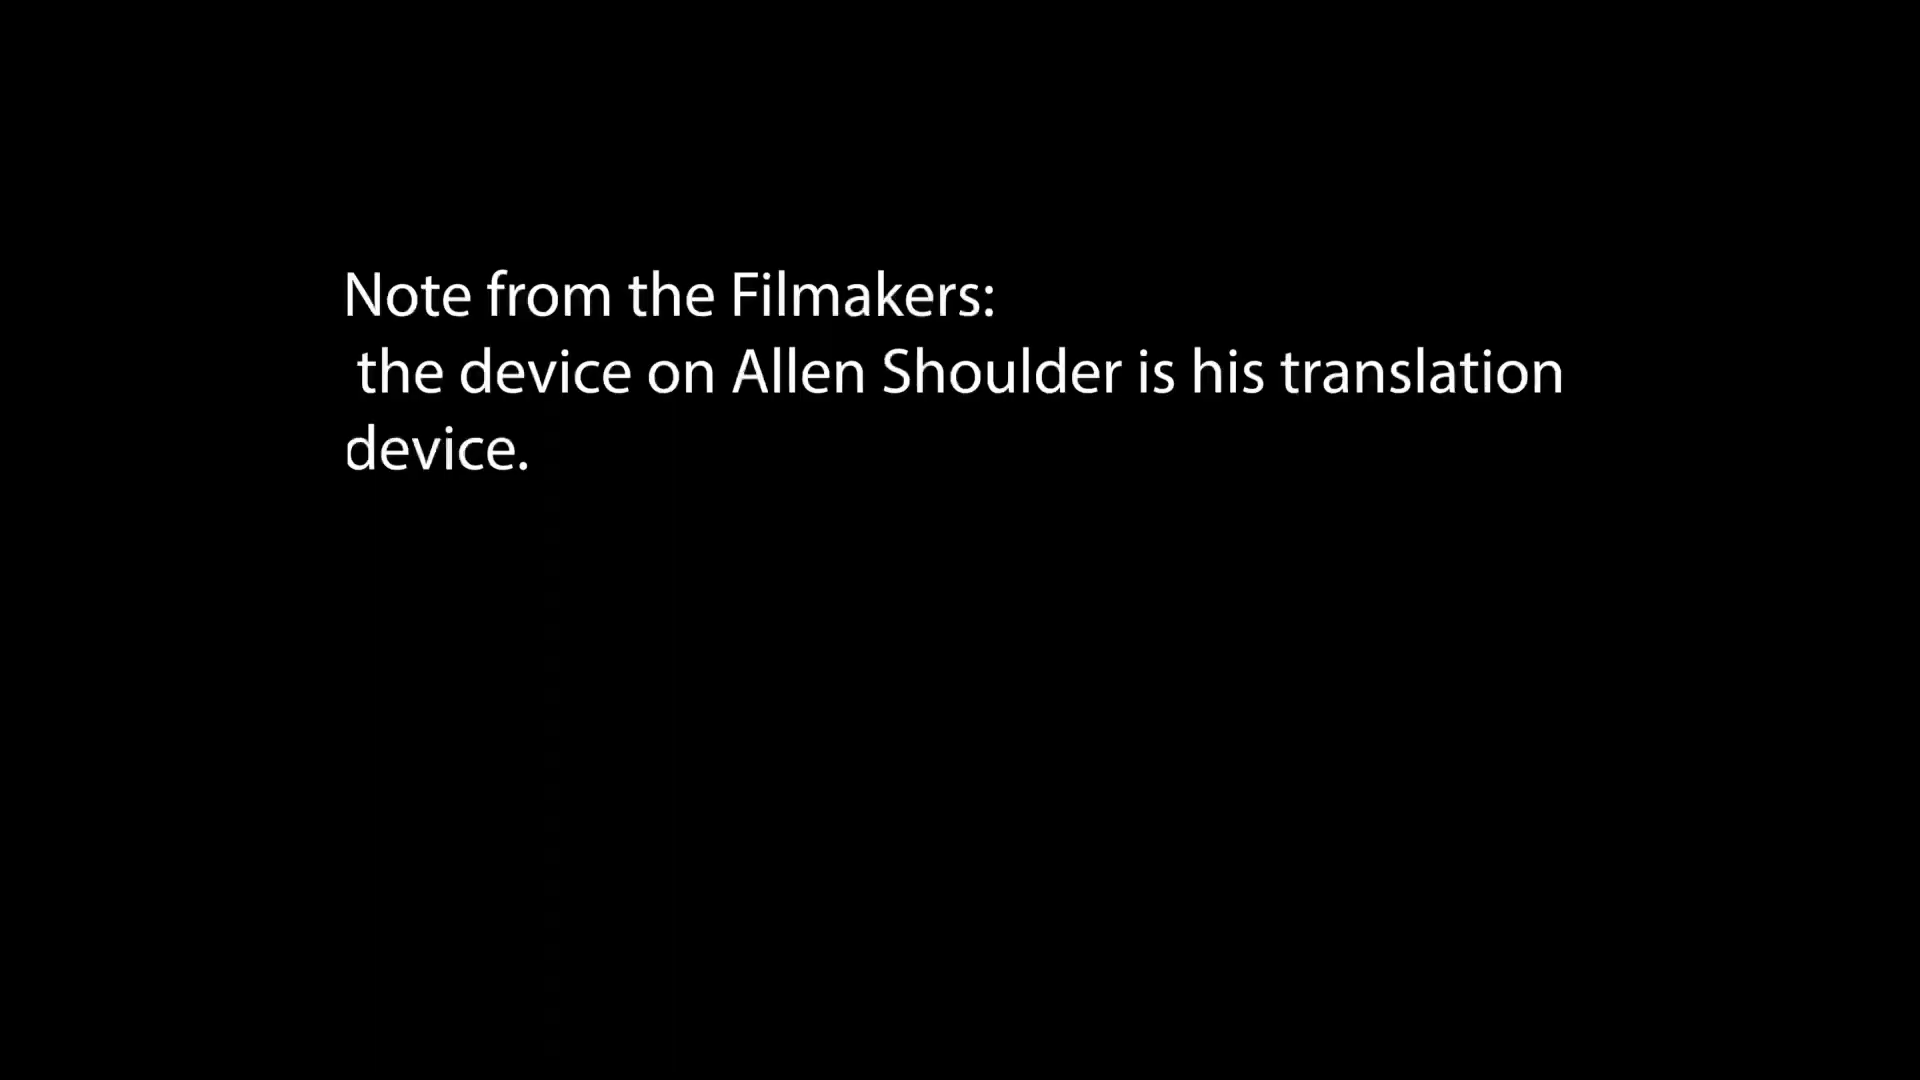 Note from the Filmakers:
the device on Allen Shoulder is his translation
device.